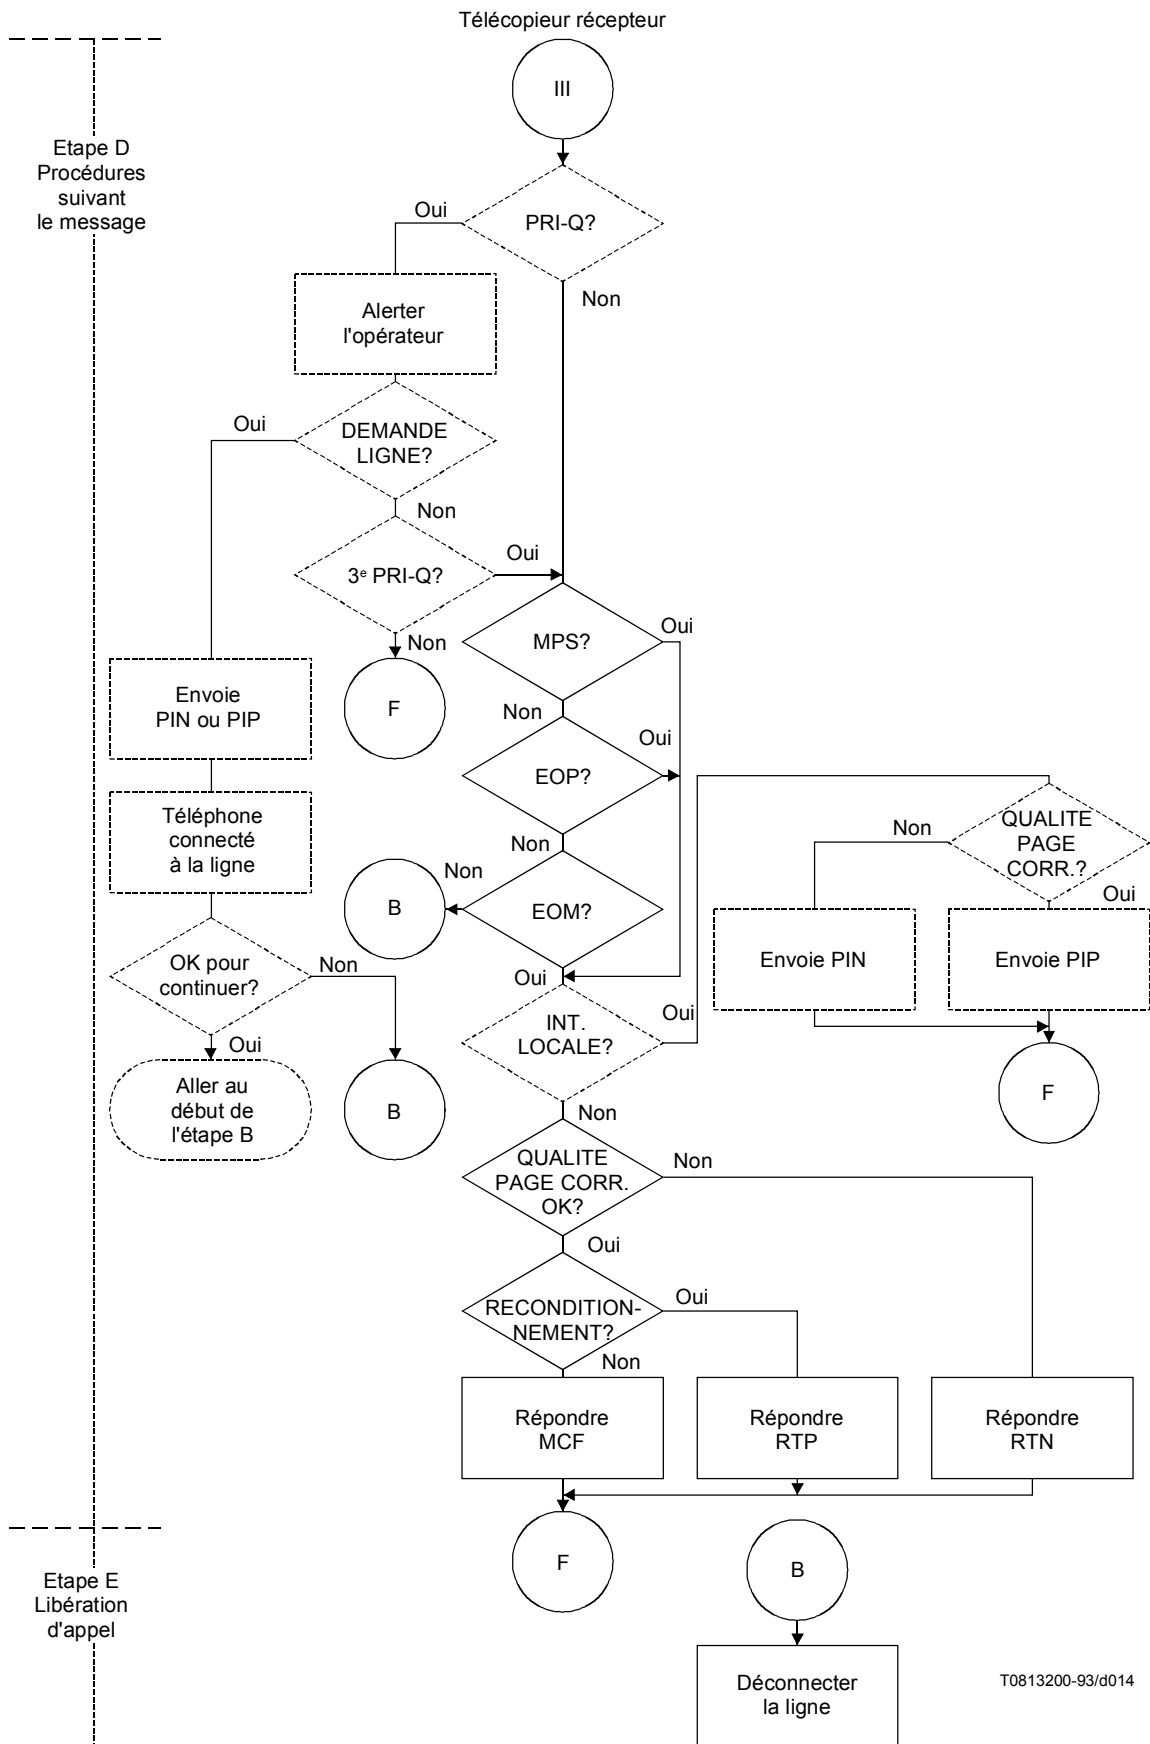 Télécopieur récepteur
III
Etape D
Procédures
suivant
le message
PRI-Q?
Oui
Non
Alerter
l'opérateur
Oui
DEMANDE
LIGNE?
Non
3e PRI-Q?
Oui
Non
F
MPS?
Oui
Non
Envoie
PIN ou PIP
EOP?
Oui
Non
Téléphone
connecté
à la ligne
QUALITE
PAGE
CORR.?
Non
Oui
B
Non
EOM?
Oui
Envoie PIN
Envoie PIP
F
OK pour
continuer?
Non
Oui
INT.
LOCALE?
Oui
Non
Aller au
début de
l'étape B
B
QUALITE
PAGE CORR.
OK?
Non
Oui
RECONDITION-
NEMENT?
Oui
Non
Répondre
MCF
Répondre
RTP
Répondre
RTN
F
B
Etape E
Libération
d'appel
Déconnecter
la ligne
T0813200-93/d014